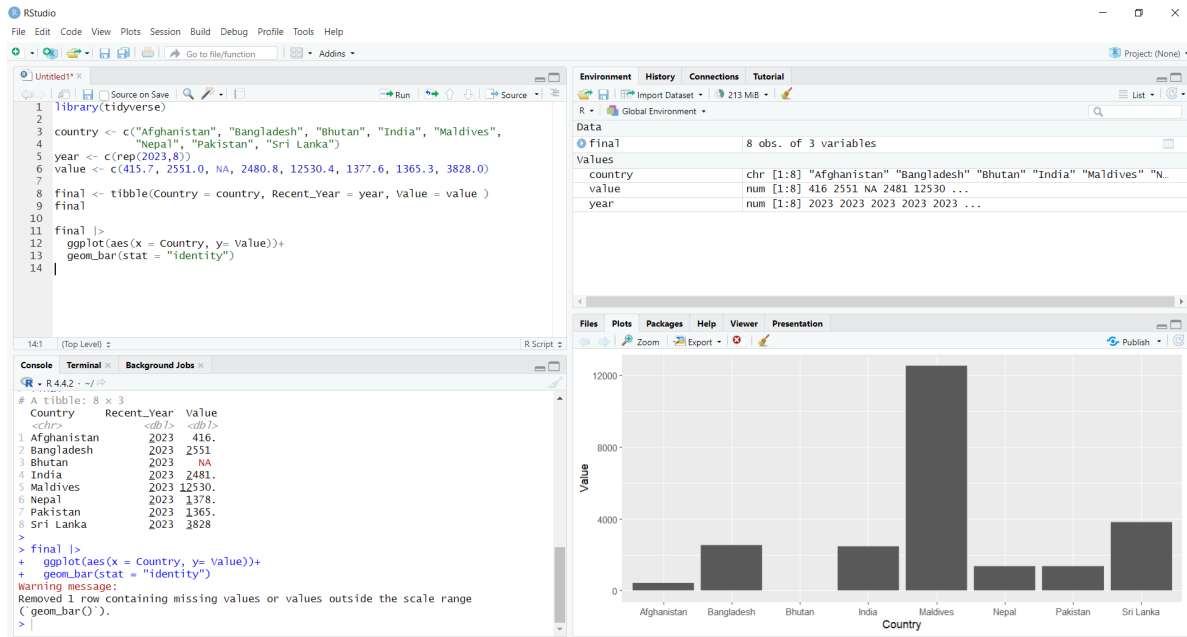 RStudio
File Edit Code View Plots Session Build Debug Profile Tools Help
Go to file/function Addins Project: (None)
Untitled1*
Source on Save Run Source
1 library(tidyverse)
2
3 country <- c("Afghanistan", "Bangladesh", "Bhutan", "India", "Maldives",
4 "Nepal", "Pakistan", "Sri Lanka")
5 year <- c(rep(2023,8))
6 value <- c(415.7, 2551.0, NA, 2480.8, 12530.4, 1377.6, 1365.3, 3828.0)
7
8 final <- tibble(Country = country, Recent_Year = year, Value = value )
9 final
10
11 final |>
12 ggplot(aes(x = Country, y= Value))+
13 geom_bar(stat = "identity")
14
14:1 (Top Level) R Script
Console Terminal Background Jobs
R 4.4.2 · ~/
# A tibble: 8 × 3
Country Recent_Year Value
<chr> <dbl> <dbl>
1 Afghanistan 2023 416.
2 Bangladesh 2023 2551
3 Bhutan 2023 NA
4 India 2023 2481.
5 Maldives 2023 12530.
6 Nepal 2023 1378.
7 Pakistan 2023 1365.
8 Sri Lanka 2023 3828
>
> final |>
+ ggplot(aes(x = Country, y= Value))+
+ geom_bar(stat = "identity")
Warning message:
Removed 1 row containing missing values or values outside the scale range
(`geom_bar()`).
>
Environment History Connections Tutorial
Import Dataset 213 MiB List
R Global Environment
Data
final 8 obs. of 3 variables
Values
country chr [1:8] "Afghanistan" "Bangladesh" "Bhutan" "India" "Maldives" "N…
value num [1:8] 416 2551 NA 2481 12530 ...
year num [1:8] 2023 2023 2023 2023 2023 ...
Files Plots Packages Help Viewer Presentation
Zoom Export Publish
12000
8000
4000
0
Value
Afghanistan Bangladesh Bhutan India Maldives Nepal Pakistan Sri Lanka
Country